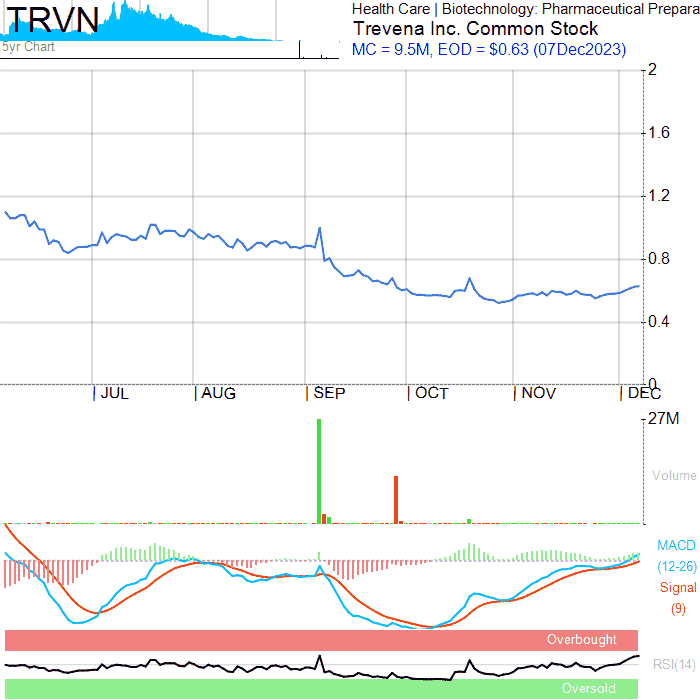 TRVN
Health Care | Biotechnology: Pharmaceutical Prepara
Trevena Inc. Common Stock
5yr Chart
MC = 9.5M, EOD = $0.63 (07Dec2023)
2
1.6
1.2
0.8
0.4
0
JUL AUG SEP OCT NOV DEC
27M
Volume
MACD
(12-26)
Signal
(9)
Overbought
RSI(14)
Oversold